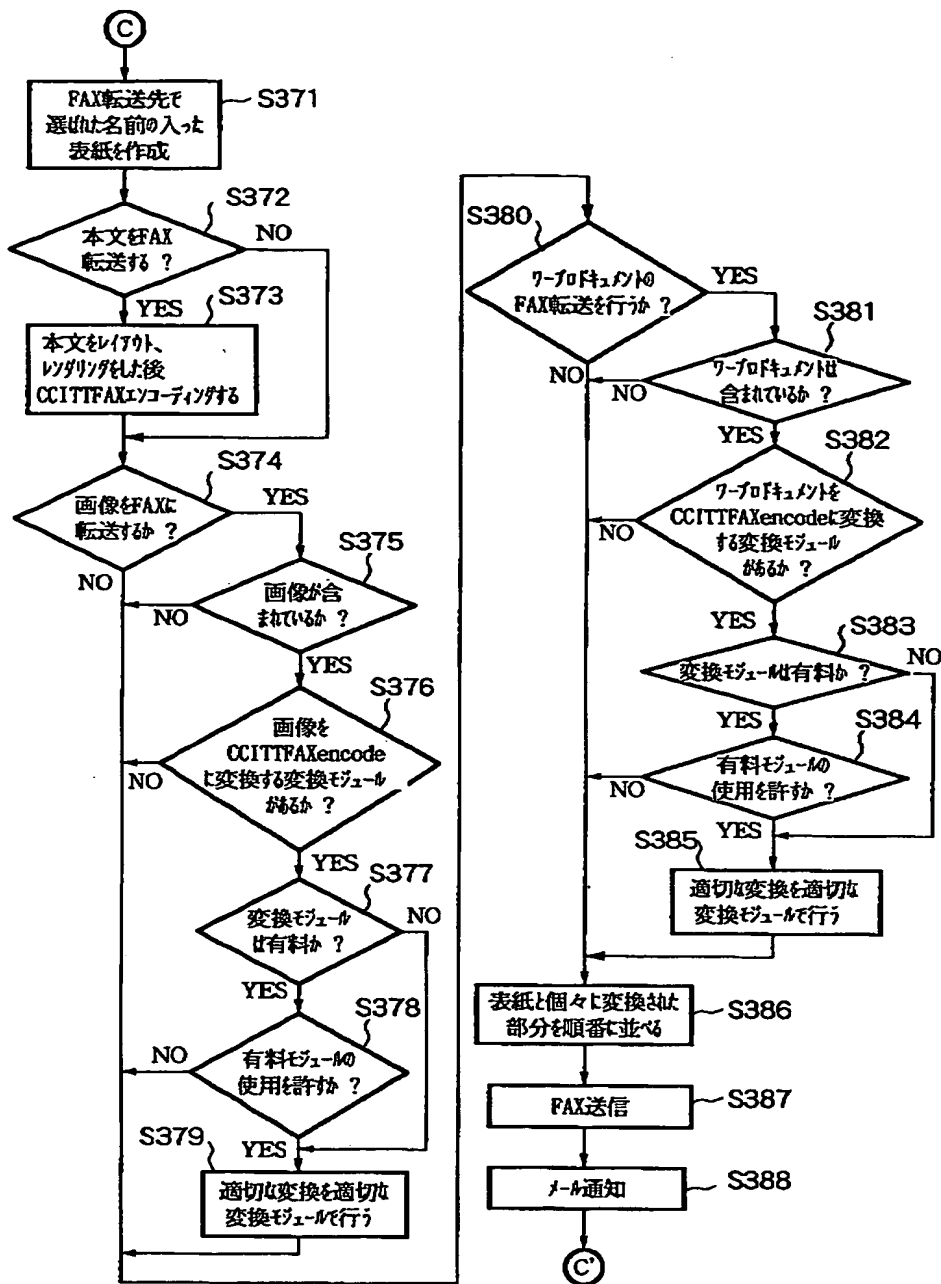 C
FAX転送先で
選ばれた名前の入った
表紙を作成
S371
S372
本文をFAX
転送する ?
NO
YES
S373
本文をレイアウト、
レンダリングをした後
CCITTFAXエンコーディングする
S374
画像をFAXに
転送するか ?
YES
NO
S375
画像が含
まれているか ?
NO
YES
S376
画像を
CCITTFAXencode
に変換する変換モジュール
があるか ?
NO
YES
S377
変換モジュール
は有料か ?
NO
YES
S378
有料モジュールの
使用を許すか ?
NO
YES
S379
適切な変換を適切な
変換モジュールで行う
S380
ワープロドキュメントの
FAX転送を行うか ?
YES
NO
S381
ワープロドキュメントは
含まれているか ?
NO
YES
S382
ワープロドキュメントを
CCITTFAXencodeに変換
する変換モジュール
があるか ?
NO
YES
S383
変換モジュールは有料か ?
NO
YES
S384
有料モジュールの
使用を許すか ?
NO
YES
S385
適切な変換を適切な
変換モジュールで行う
表紙と個々に変換された
部分を順番に並べる
S386
FAX送信
S387
メール通知
S388
C'